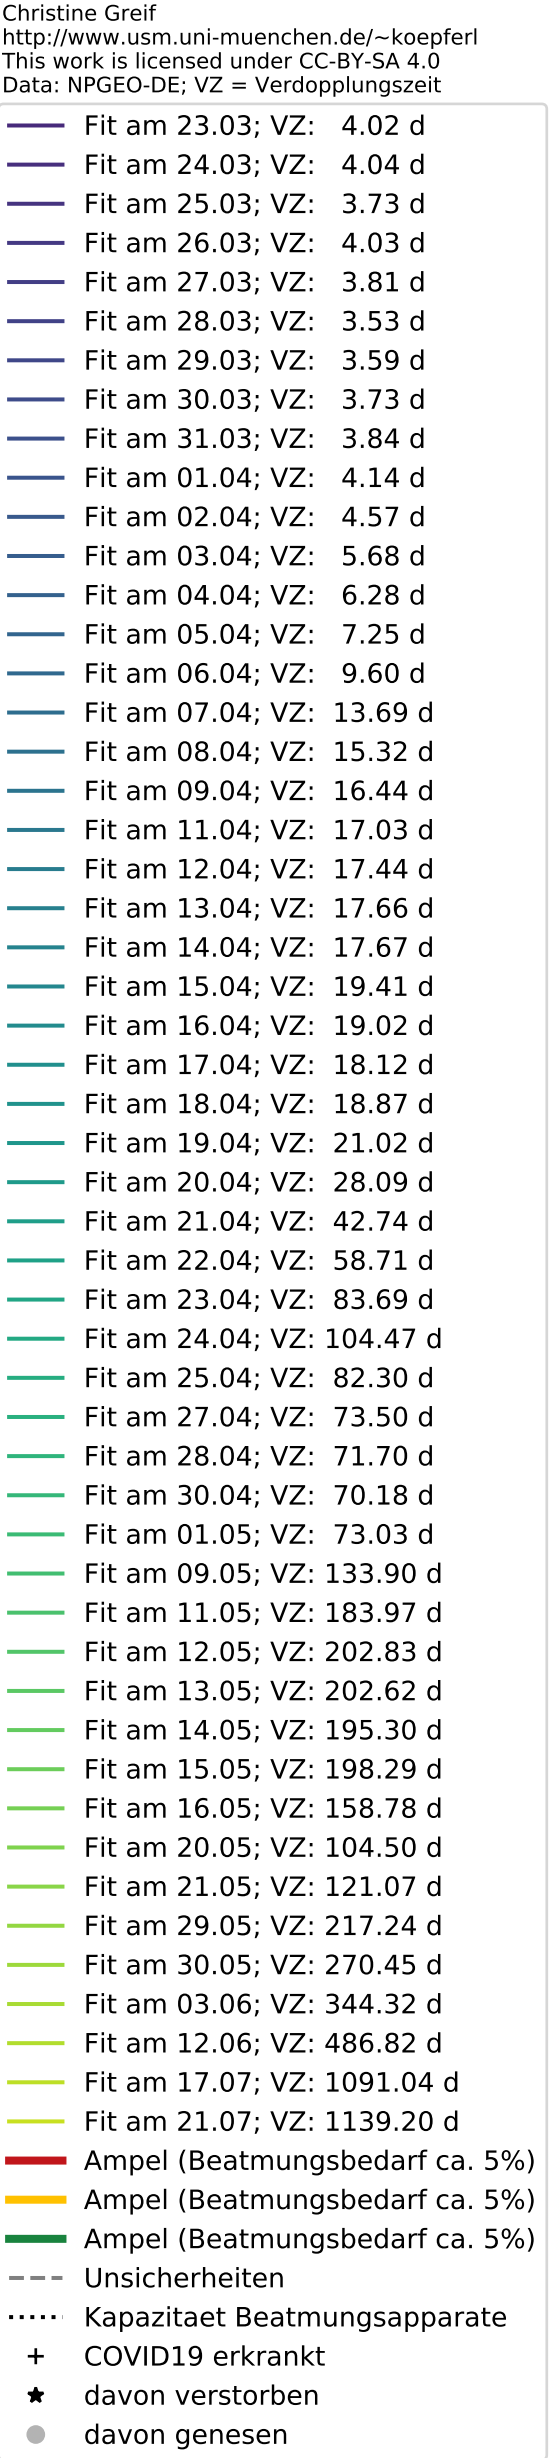 Christine Greif
http://www.usm.uni-muenchen.de/~koepferl
This work is licensed under CC-BY-SA 4.0
Data: NPGEO-DE; VZ = Verdopplungszeit
Fit am 23.03; VZ: 4.02 d
Fit am 24.03; VZ: 4.04 d
Fit am 25.03; VZ: 3.73 d
Fit am 26.03; VZ: 4.03 d
Fit am 27.03; VZ: 3.81 d
Fit am 28.03; VZ: 3.53 d
Fit am 29.03; VZ: 3.59 d
Fit am 30.03; VZ: 3.73 d
Fit am 31.03; VZ: 3.84 d
Fit am 01.04; VZ: 4.14 d
Fit am 02.04; VZ: 4.57 d
Fit am 03.04; VZ: 5.68 d
Fit am 04.04; VZ: 6.28 d
Fit am 05.04; VZ: 7.25 d
Fit am 06.04; VZ: 9.60 d
Fit am 07.04; VZ: 13.69 d
Fit am 08.04; VZ: 15.32 d
Fit am 09.04; VZ: 16.44 d
Fit am 11.04; VZ: 17.03 d
Fit am 12.04; VZ: 17.44 d
Fit am 13.04; VZ: 17.66 d
Fit am 14.04; VZ: 17.67 d
Fit am 15.04; VZ: 19.41 d
Fit am 16.04; VZ: 19.02 d
Fit am 17.04; VZ: 18.12 d
Fit am 18.04; VZ: 18.87 d
Fit am 19.04; VZ: 21.02 d
Fit am 20.04; VZ: 28.09 d
Fit am 21.04; VZ: 42.74 d
Fit am 22.04; VZ: 58.71 d
Fit am 23.04; VZ: 83.69 d
Fit am 24.04; VZ: 104.47 d
Fit am 25.04; VZ: 82.30 d
Fit am 27.04; VZ: 73.50 d
Fit am 28.04; VZ: 71.70 d
Fit am 30.04; VZ: 70.18 d
Fit am 01.05; VZ: 73.03 d
Fit am 09.05; VZ: 133.90 d
Fit am 11.05; VZ: 183.97 d
Fit am 12.05; VZ: 202.83 d
Fit am 13.05; VZ: 202.62 d
Fit am 14.05; VZ: 195.30 d
Fit am 15.05; VZ: 198.29 d
Fit am 16.05; VZ: 158.78 d
Fit am 20.05; VZ: 104.50 d
Fit am 21.05; VZ: 121.07 d
Fit am 29.05; VZ: 217.24 d
Fit am 30.05; VZ: 270.45 d
Fit am 03.06; VZ: 344.32 d
Fit am 12.06; VZ: 486.82 d
Fit am 17.07; VZ: 1091.04 d
Fit am 21.07; VZ: 1139.20 d
Ampel (Beatmungsbedarf ca. 5%)
Ampel (Beatmungsbedarf ca. 5%)
Ampel (Beatmungsbedarf ca. 5%)
Unsicherheiten
Kapazitaet Beatmungsapparate
COVID19 erkrankt
davon verstorben
davon genesen